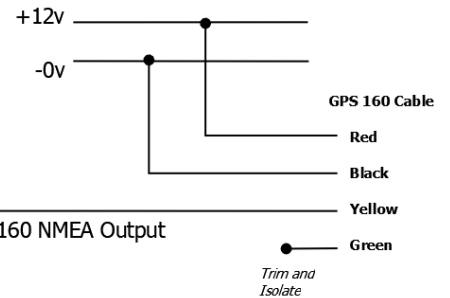 +12v
-0v
GPS 160 Cable
Red
Black
Yellow
160 NMEA Output
Green
Trim and
Isolate